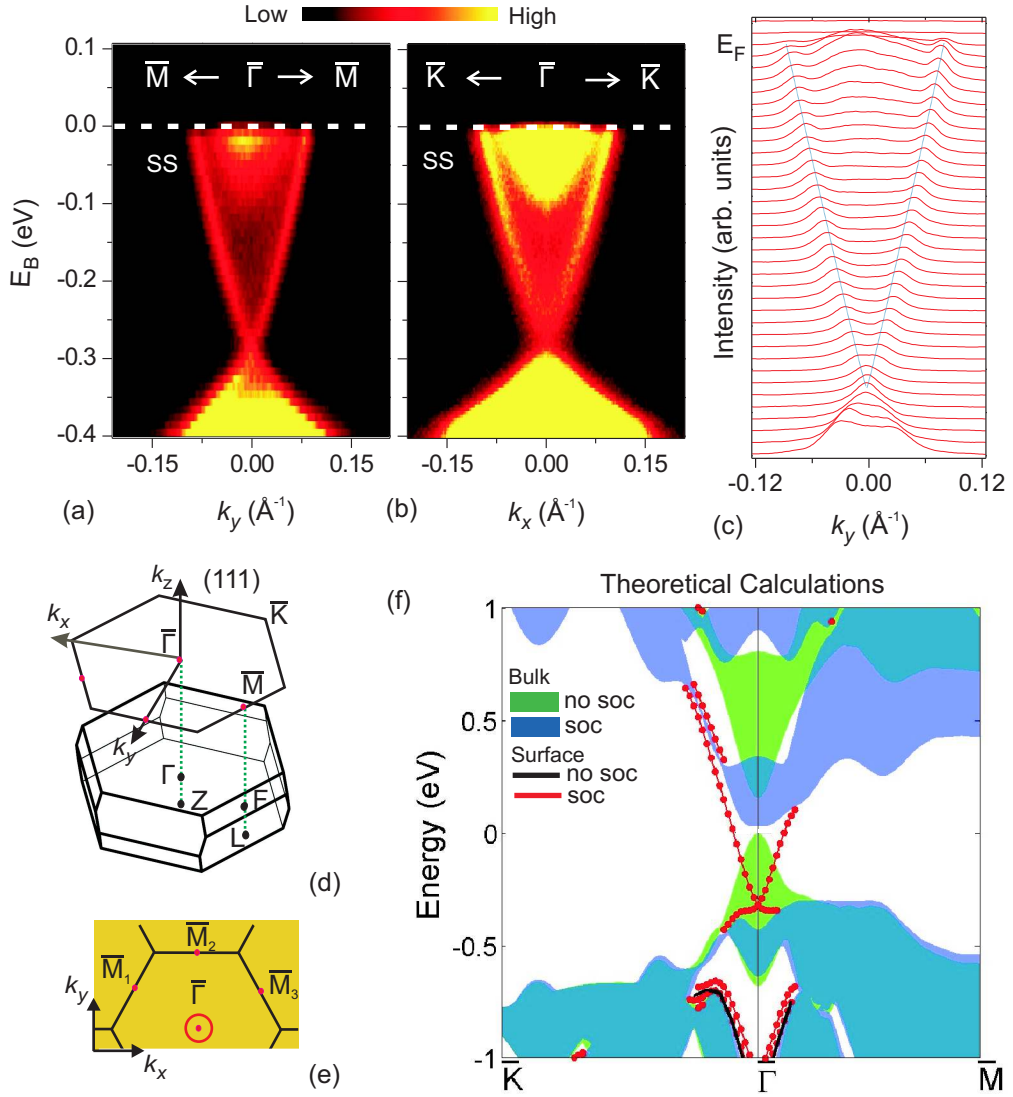 Low High
M̅ ← Γ̅ → M̅
K̅ ← Γ̅ → K̅
E_F
SS
SS
0.1
0.0
-0.1
-0.2
-0.3
-0.4
E_B (eV)
Intensity (arb. units)
-0.15 0.00 0.15
-0.15 0.00 0.15
-0.12 0.00 0.12
(a) k_y (Å⁻¹)
(b) k_x (Å⁻¹)
(c) k_y (Å⁻¹)
k_z (111)
k_x
K̅
Γ̅
M̅
k_y
Γ
Z F
L
(d)
M̅₂
M̅₁ M̅₃
Γ̅
k_y
k_x
(e)
(f) Theoretical Calculations
Bulk
no soc
soc
Surface
no soc
soc
Energy (eV)
1
0.5
0
-0.5
-1
K̅ Γ̅ M̅